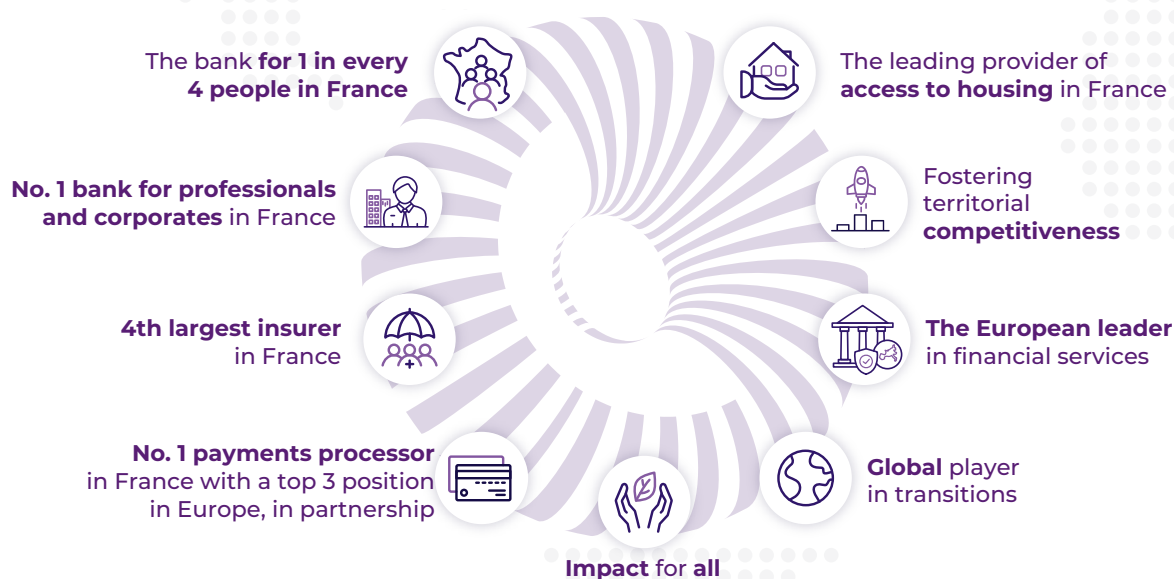 The bank for 1 in every
4 people in France
The leading provider of
access to housing in France
No. 1 bank for professionals
and corporates in France
Fostering
territorial
competitiveness
4th largest insurer
in France
The European leader
in financial services
No. 1 payments processor
in France with a top 3 position
in Europe, in partnership
Global player
in transitions
Impact for all